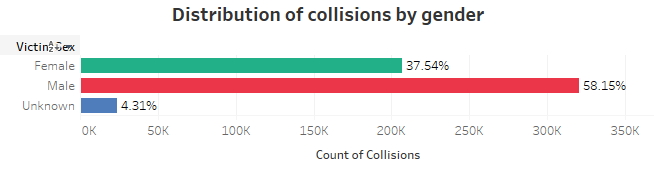 Distribution of collisions by gender
Victim Sex
Female 37.54%
Male 58.15%
Unknown 4.31%
0K 50K 100K 150K 200K 250K 300K 350K
Count of Collisions